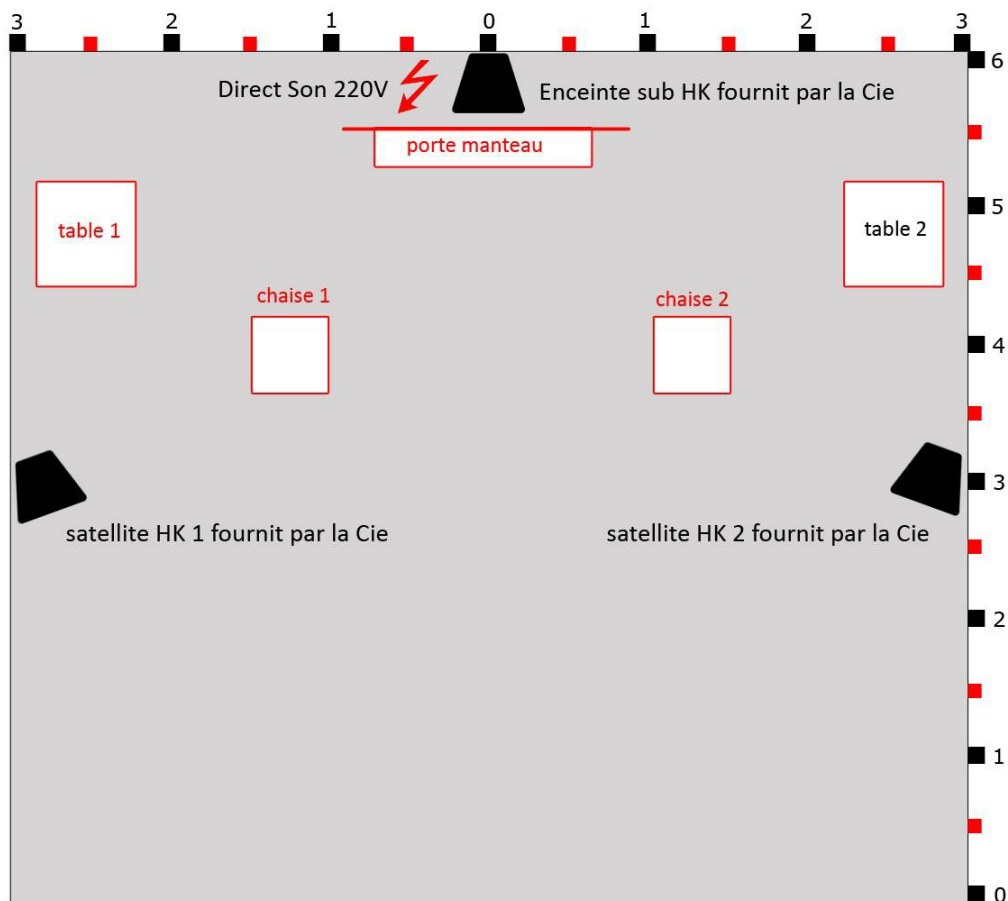 3 2 1 0 1 2 3
6
Direct Son 220V
Enceinte sub HK fournit par la Cie
porte manteau
5
table 1
table 2
chaise 1
chaise 2
4
3
satellite HK 1 fournit par la Cie
satellite HK 2 fournit par la Cie
2
1
0